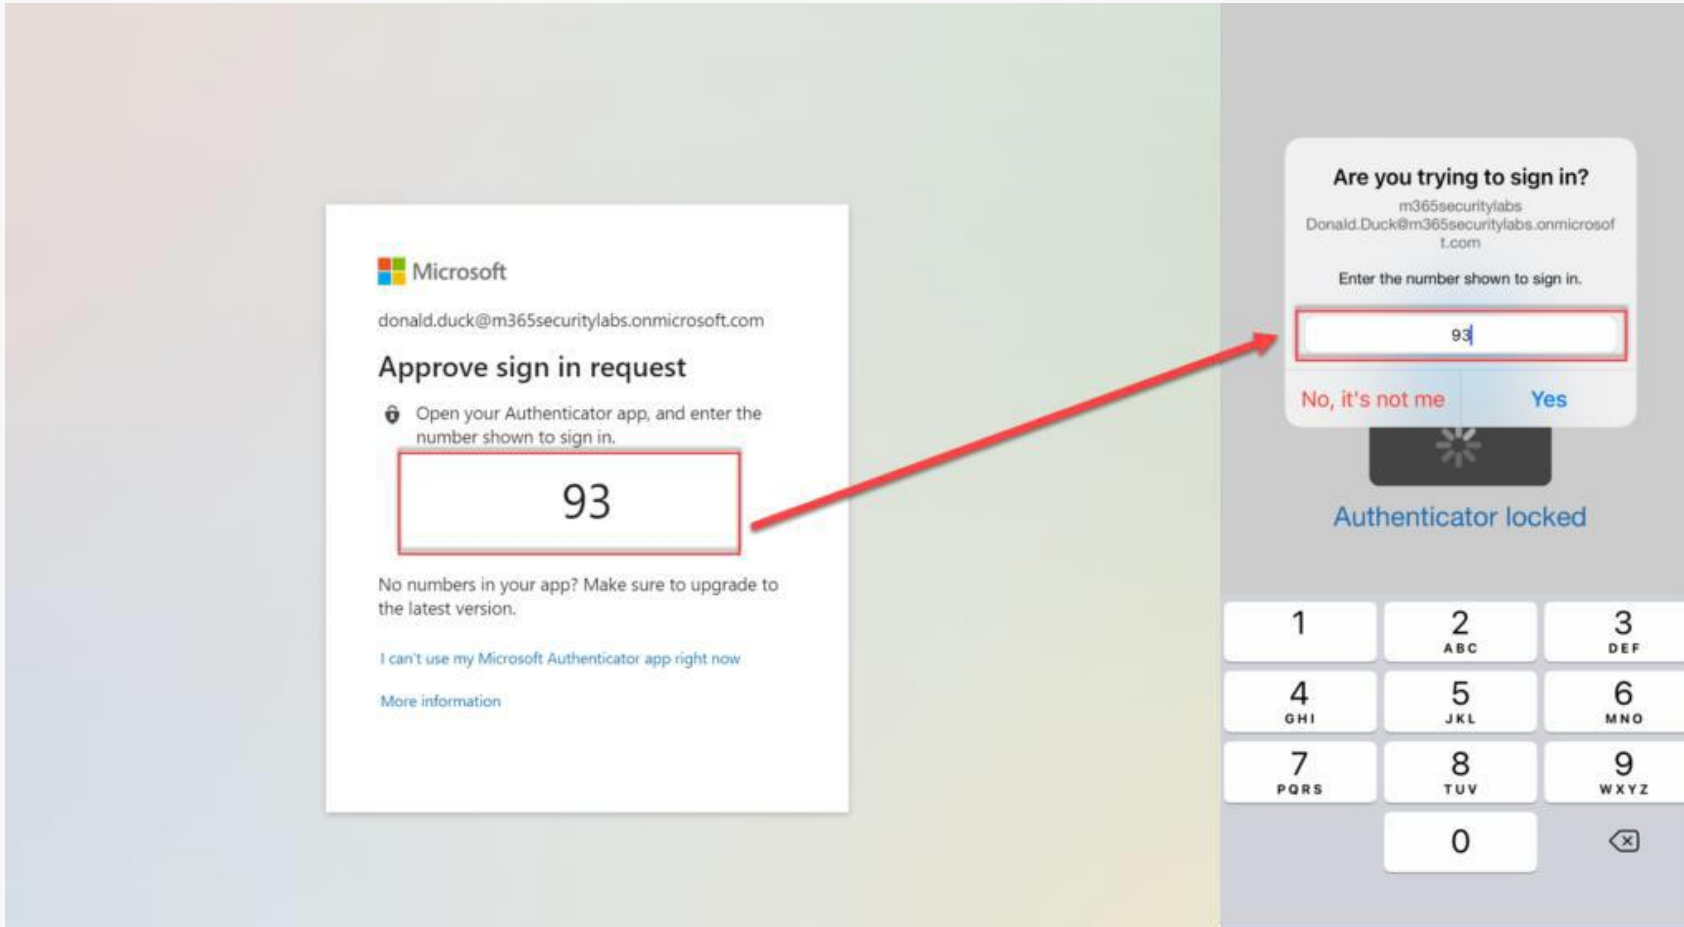 Microsoft
donald.duck@m365securitylabs.onmicrosoft.com
Approve sign in request
Open your Authenticator app, and enter the
number shown to sign in.
93
No numbers in your app? Make sure to upgrade to
the latest version.
I can't use my Microsoft Authenticator app right now
More information
Are you trying to sign in?
m365securitylabs
Donald.Duck@m365securitylabs.onmicrosof
t.com
Enter the number shown to sign in.
93
No, it's not me Yes
Authenticator locked
1 2 3
ABC DEF
4 5 6
GHI JKL MNO
7 8 9
PQRS TUV WXYZ
0